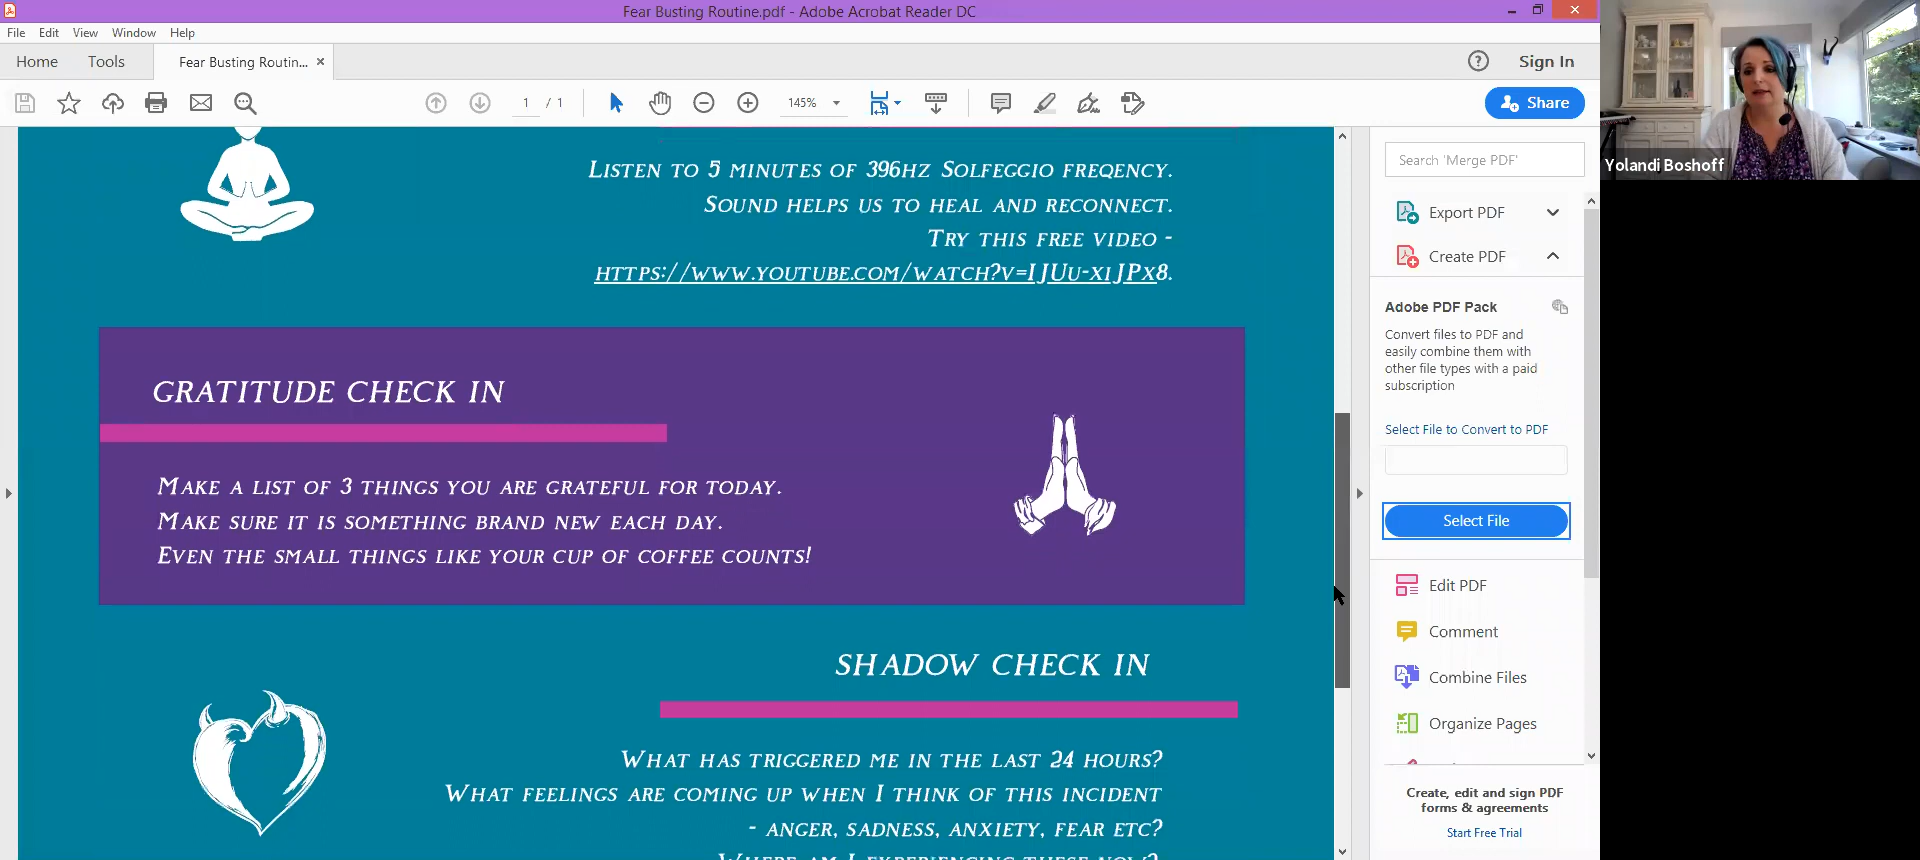 Fear Busting Routine.pdf - Adobe Acrobat Reader DC
File Edit View Window Help
Home Tools Fear Busting Routin... × Sign In
1 / 1 145% Share
Yolandi Boshoff
Listen to 5 minutes of 396hz Solfeggio freqency.
Sound helps us to heal and reconnect.
Try this free video -
https://www.youtube.com/watch?v=IJUu-xiJPx8.
GRATITUDE CHECK IN
Make a list of 3 things you are grateful for today.
Make sure it is something brand new each day.
Even the small things like your cup of coffee counts!
SHADOW CHECK IN
What has triggered me in the last 24 hours?
What feelings are coming up when I think of this incident
- anger, sadness, anxiety, fear etc?
Where am I experiencing these now?
Search 'Merge PDF'
Export PDF
Create PDF
Adobe PDF Pack
Convert files to PDF and
easily combine them with
other file types with a paid
subscription
Select File to Convert to PDF
Select File
Edit PDF
Comment
Combine Files
Organize Pages
Create, edit and sign PDF
forms & agreements
Start Free Trial